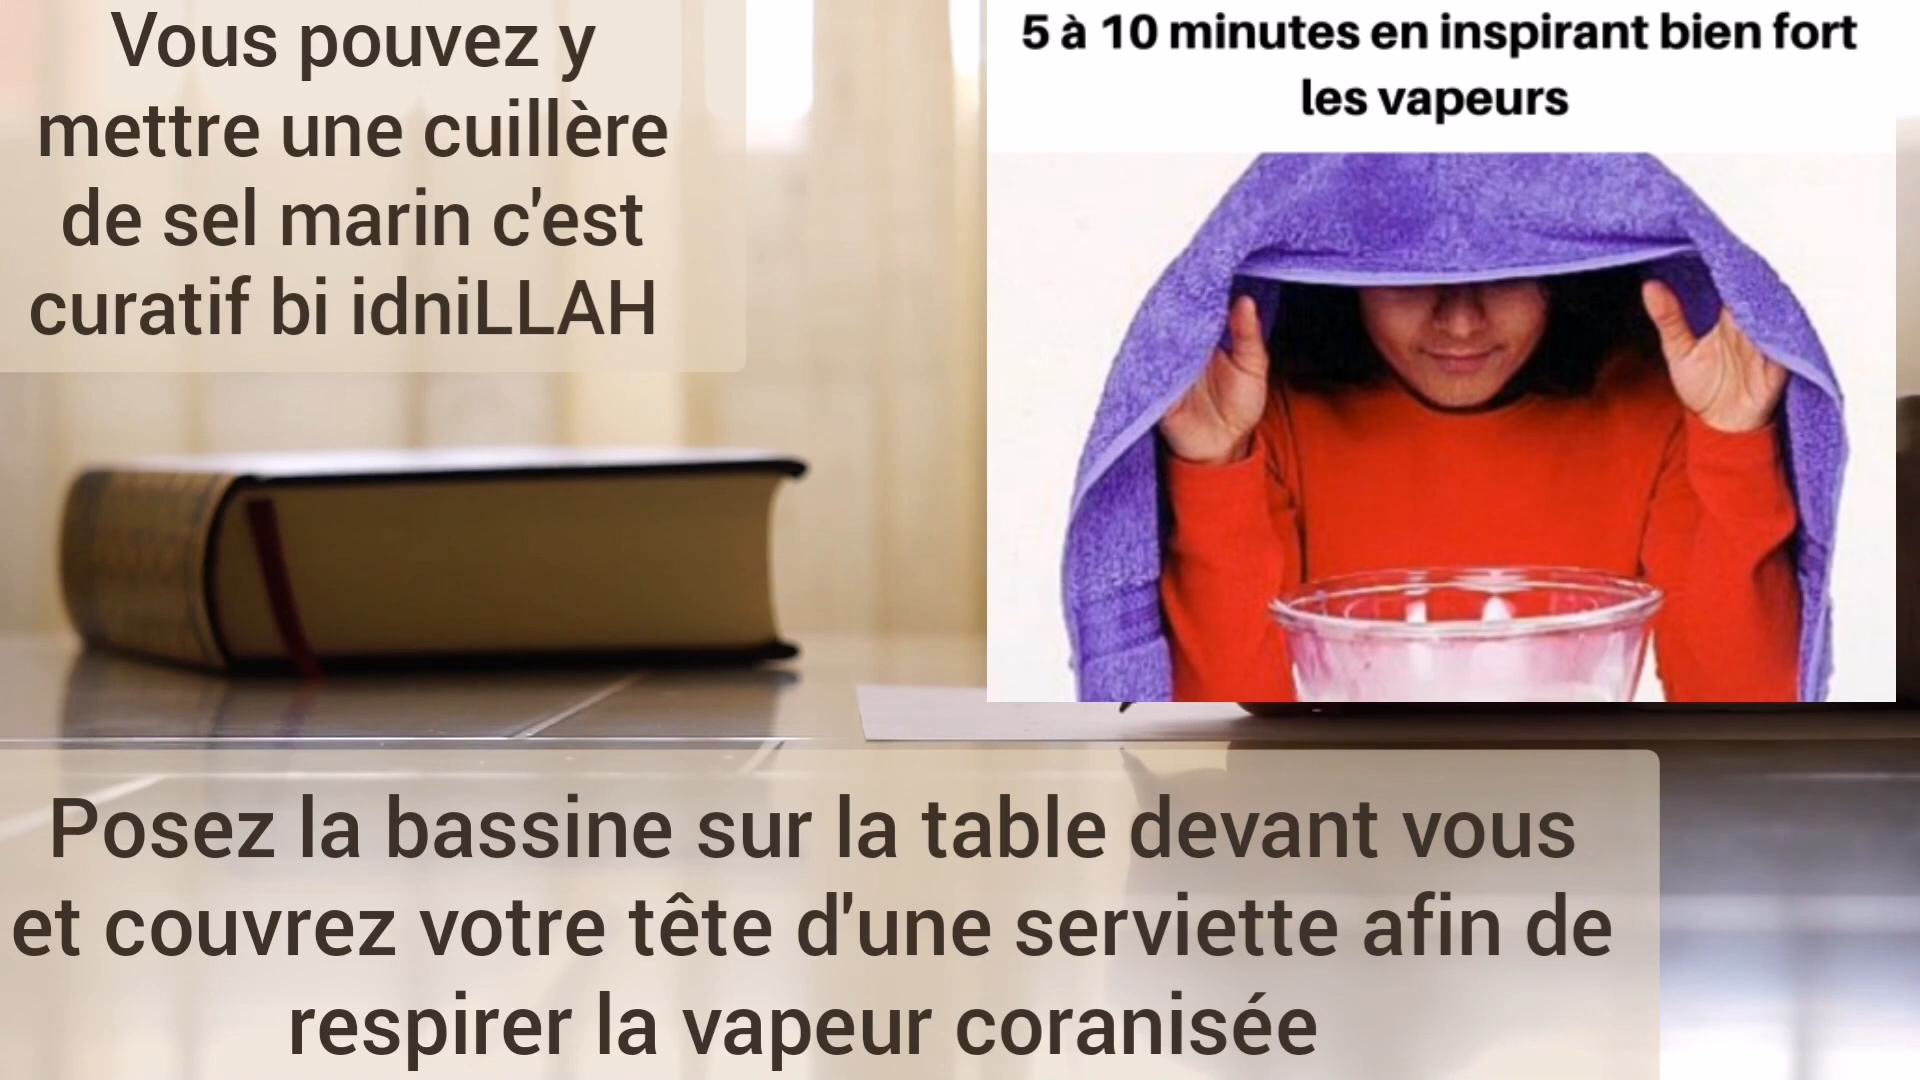 Vous pouvez y
mettre une cuillère
de sel marin c'est
curatif bi idniLLAH
5 à 10 minutes en inspirant bien fort
les vapeurs
Posez la bassine sur la table devant vous
et couvrez votre tête d'une serviette afin de
respirer la vapeur coranisée